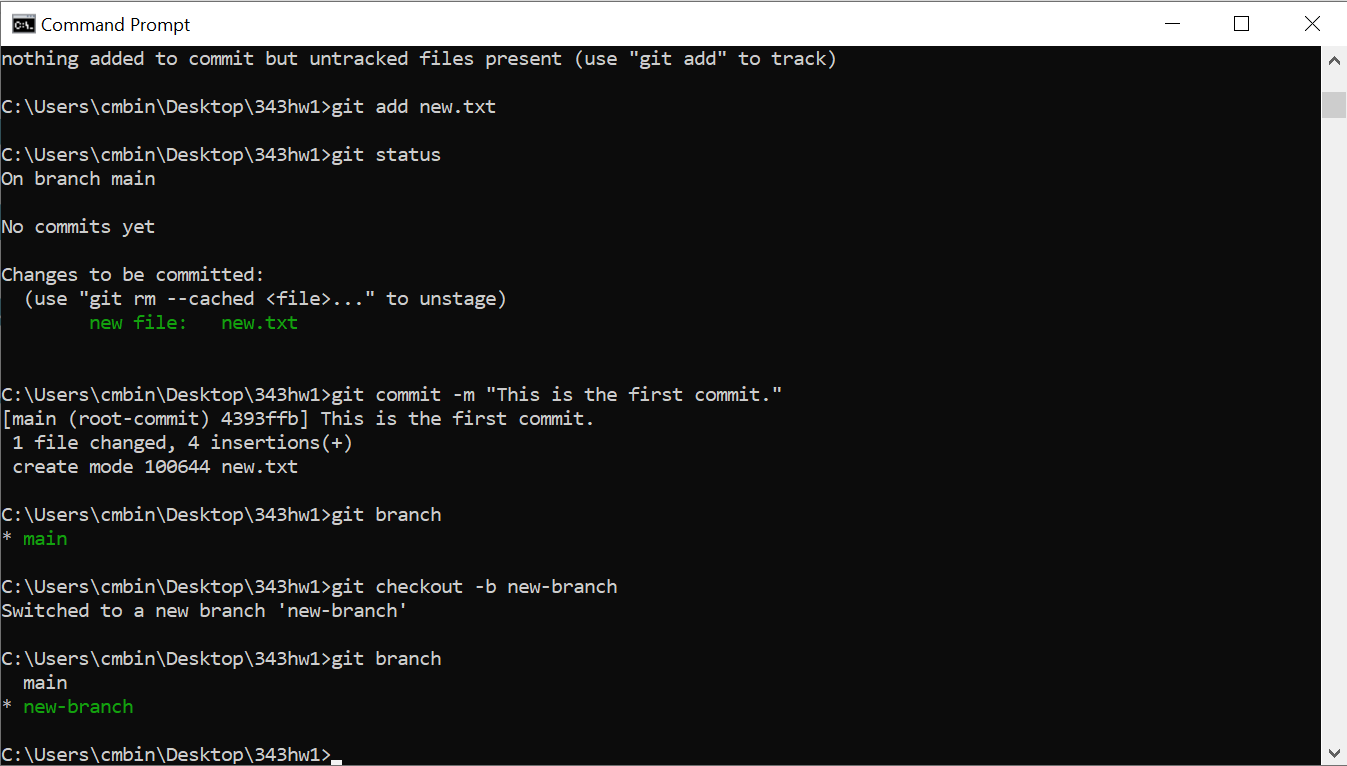 Command Prompt
nothing added to commit but untracked files present (use "git add" to track)
C:\Users\cmbin\Desktop\343hw1>git add new.txt
C:\Users\cmbin\Desktop\343hw1>git status
On branch main
No commits yet
Changes to be committed:
  (use "git rm --cached <file>..." to unstage)
        new file:   new.txt
C:\Users\cmbin\Desktop\343hw1>git commit -m "This is the first commit."
[main (root-commit) 4393ffb] This is the first commit.
 1 file changed, 4 insertions(+)
 create mode 100644 new.txt
C:\Users\cmbin\Desktop\343hw1>git branch
* main
C:\Users\cmbin\Desktop\343hw1>git checkout -b new-branch
Switched to a new branch 'new-branch'
C:\Users\cmbin\Desktop\343hw1>git branch
  main
* new-branch
C:\Users\cmbin\Desktop\343hw1>